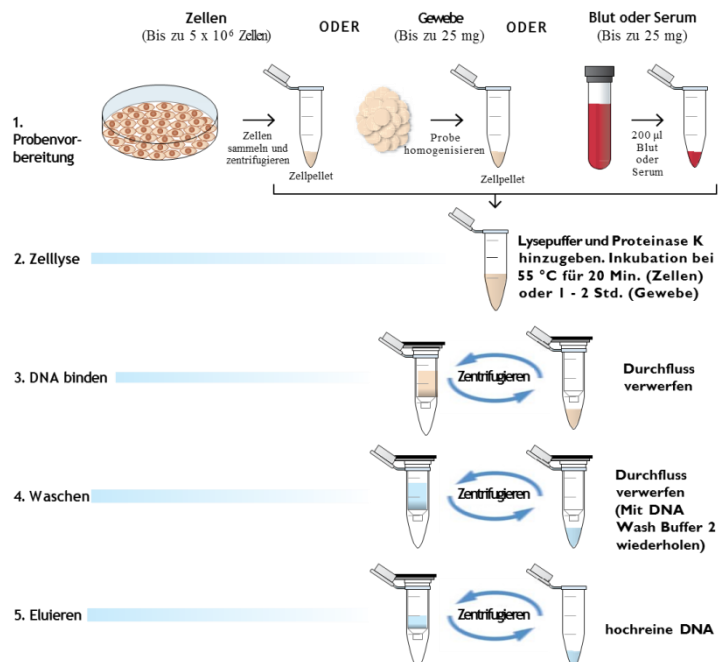 Zellen
(Bis zu 5 x 10⁶ Zellen)
ODER
Gewebe
(Bis zu 25 mg)
ODER
Blut oder Serum
(Bis zu 25 mg)
1.
Probenvor-
bereitung
Zellen
sammeln und
zentrifugieren
Zellpellet
Probe
homogenisieren
Zellpellet
200 µl
Blut
oder
Serum
2. Zelllyse
Lysepuffer und Proteinase K
hinzugeben. Inkubation bei
55 °C für 20 Min. (Zellen)
oder 1 - 2 Std. (Gewebe)
3. DNA binden
Zentrifugieren
Durchfluss
verwerfen
4. Waschen
Zentrifugieren
Durchfluss
verwerfen
(Mit DNA
Wash Buffer 2
wiederholen)
5. Eluieren
Zentrifugieren
hochreine DNA